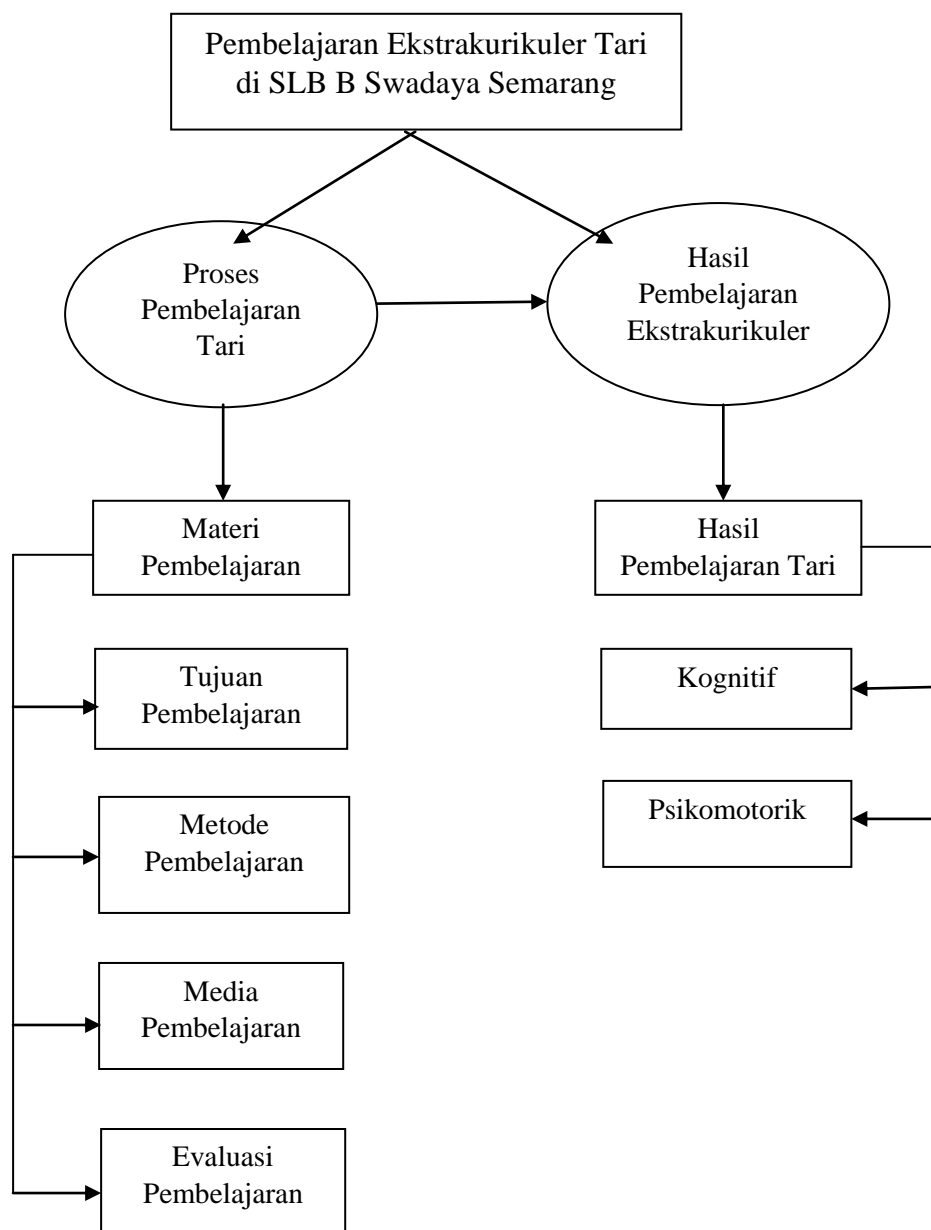 Pembelajaran Ekstrakurikuler Tari
di SLB B Swadaya Semarang
Proses
Pembelajaran
Tari
Hasil
Pembelajaran
Ekstrakurikuler
Materi
Pembelajaran
Hasil
Pembelajaran Tari
Tujuan
Pembelajaran
Kognitif
Metode
Pembelajaran
Psikomotorik
Media
Pembelajaran
Evaluasi
Pembelajaran